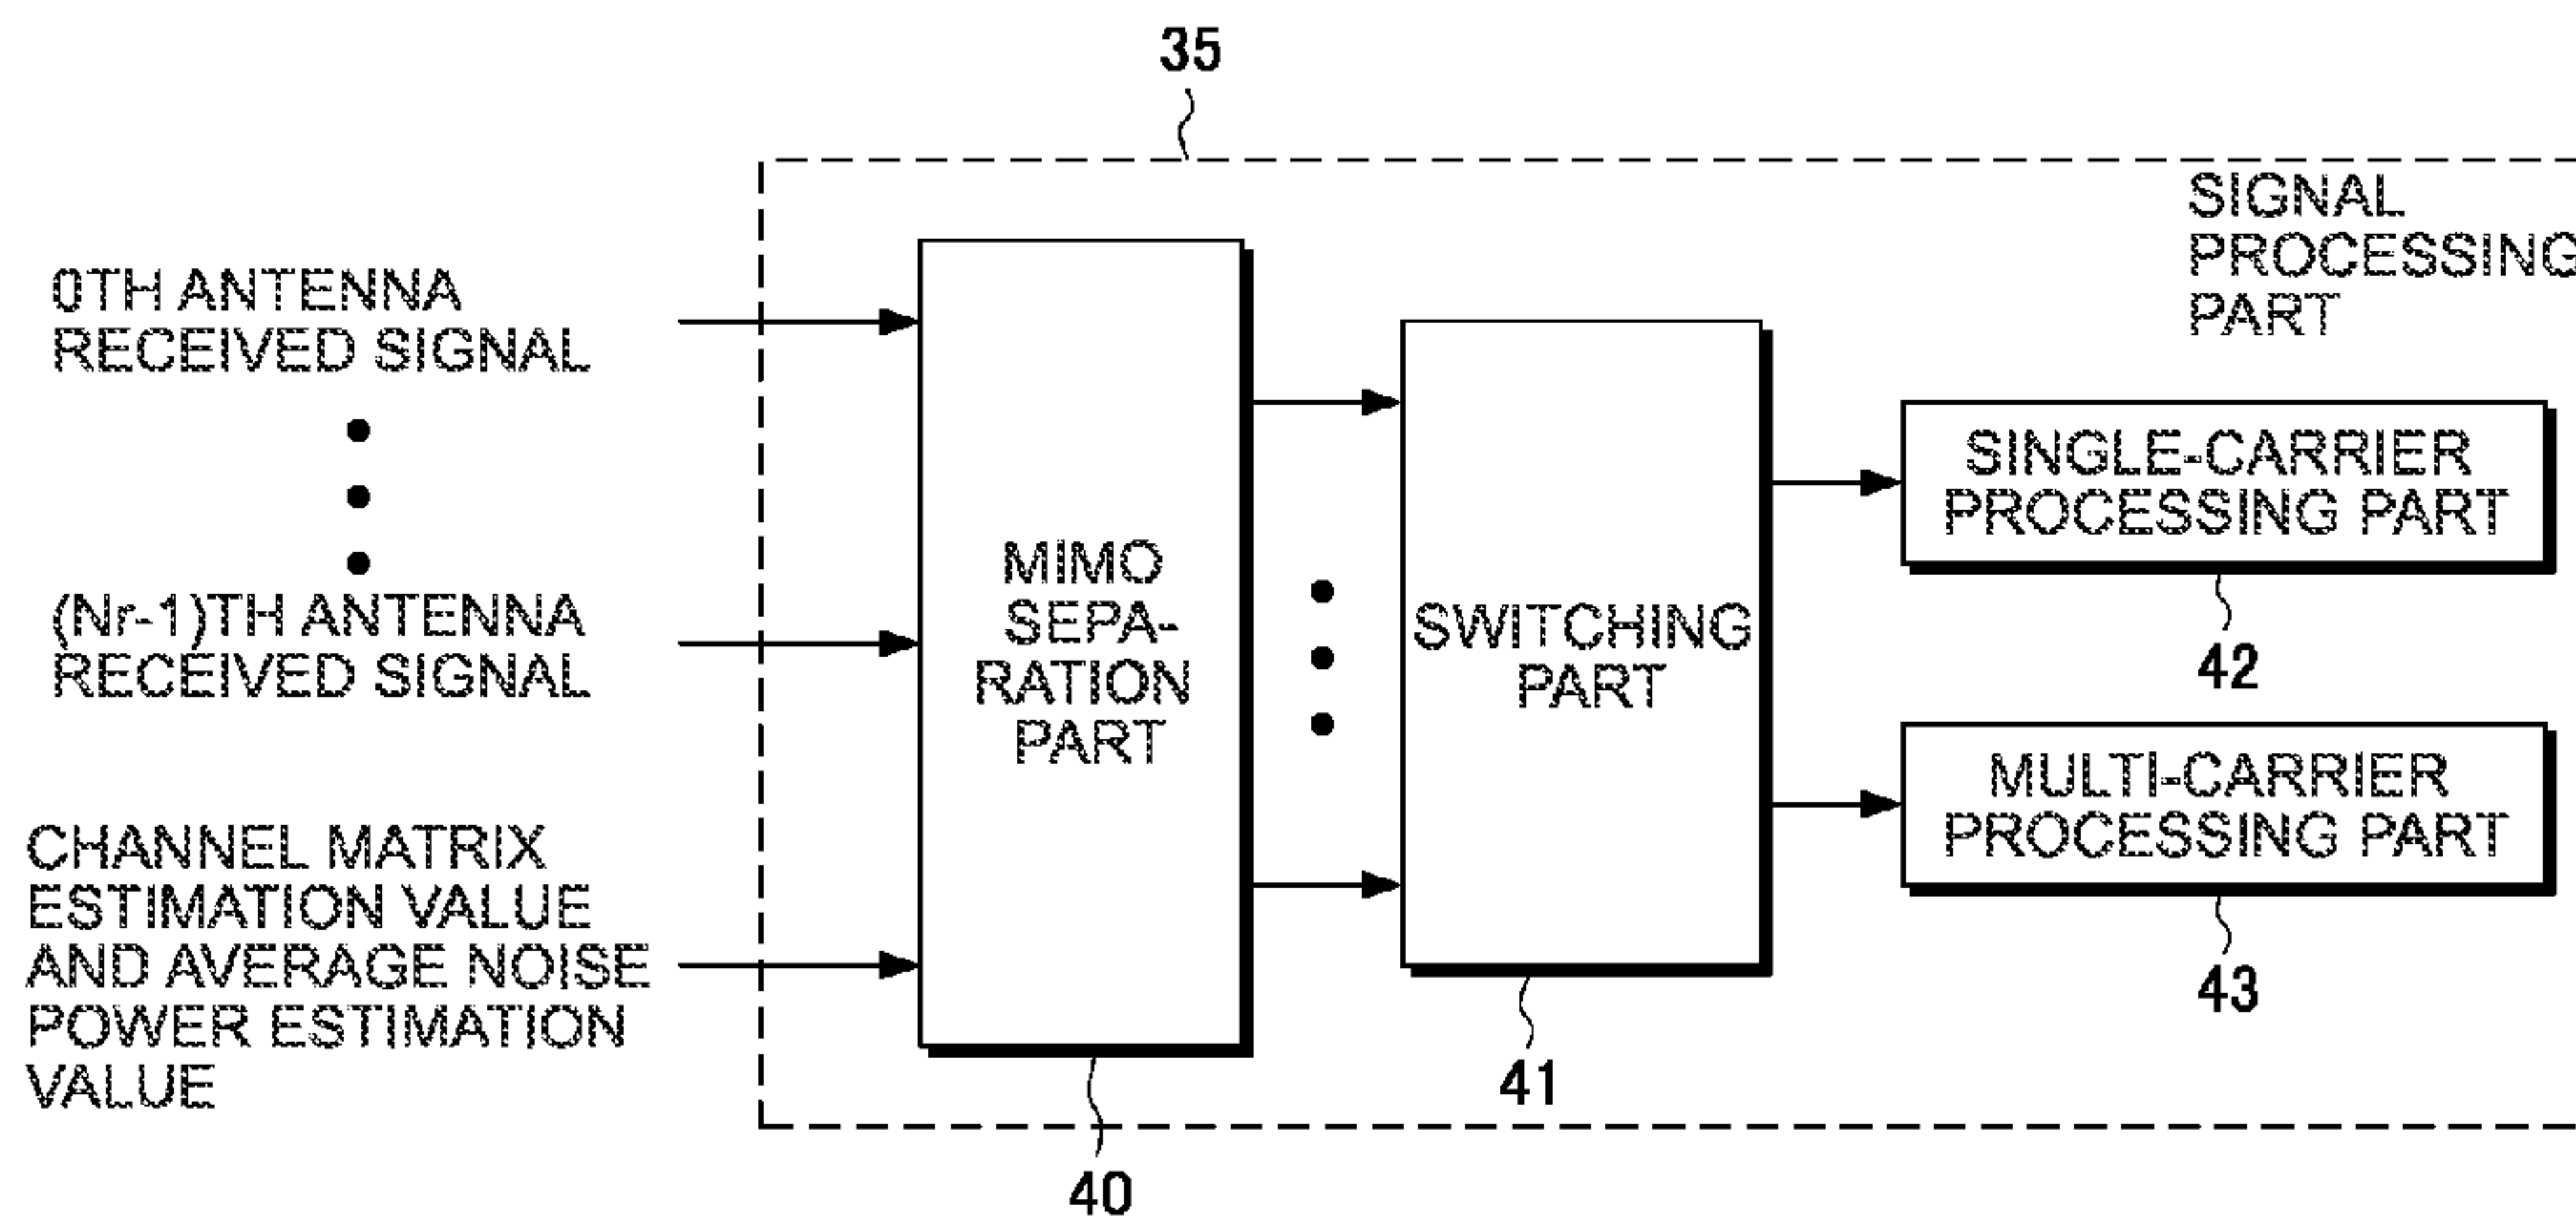 35
SIGNAL
PROCESSING
PART
0TH ANTENNA
RECEIVED SIGNAL
(Nr-1)TH ANTENNA
RECEIVED SIGNAL
CHANNEL MATRIX
ESTIMATION VALUE
AND AVERAGE NOISE
POWER ESTIMATION
VALUE
MIMO
SEPA-
RATION
PART
40
SWITCHING
PART
41
SINGLE-CARRIER
PROCESSING PART
42
MULTI-CARRIER
PROCESSING PART
43